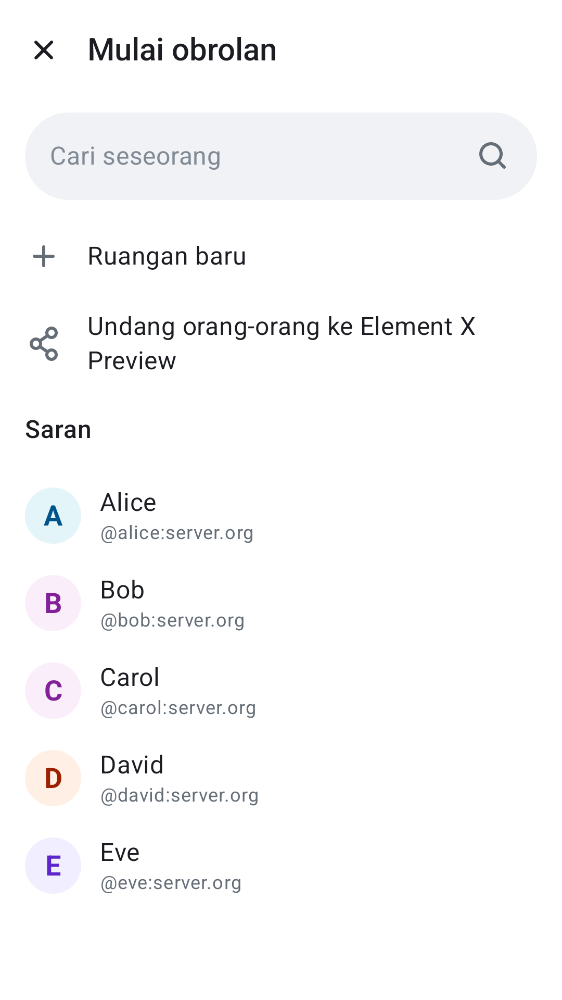 Mulai obrolan
Cari seseorang
Ruangan baru
Undang orang-orang ke Element X
Preview
Saran
A
Alice
@alice:server.org
B
Bob
@bob:server.org
C
Carol
@carol:server.org
D
David
@david:server.org
E
Eve
@eve:server.org